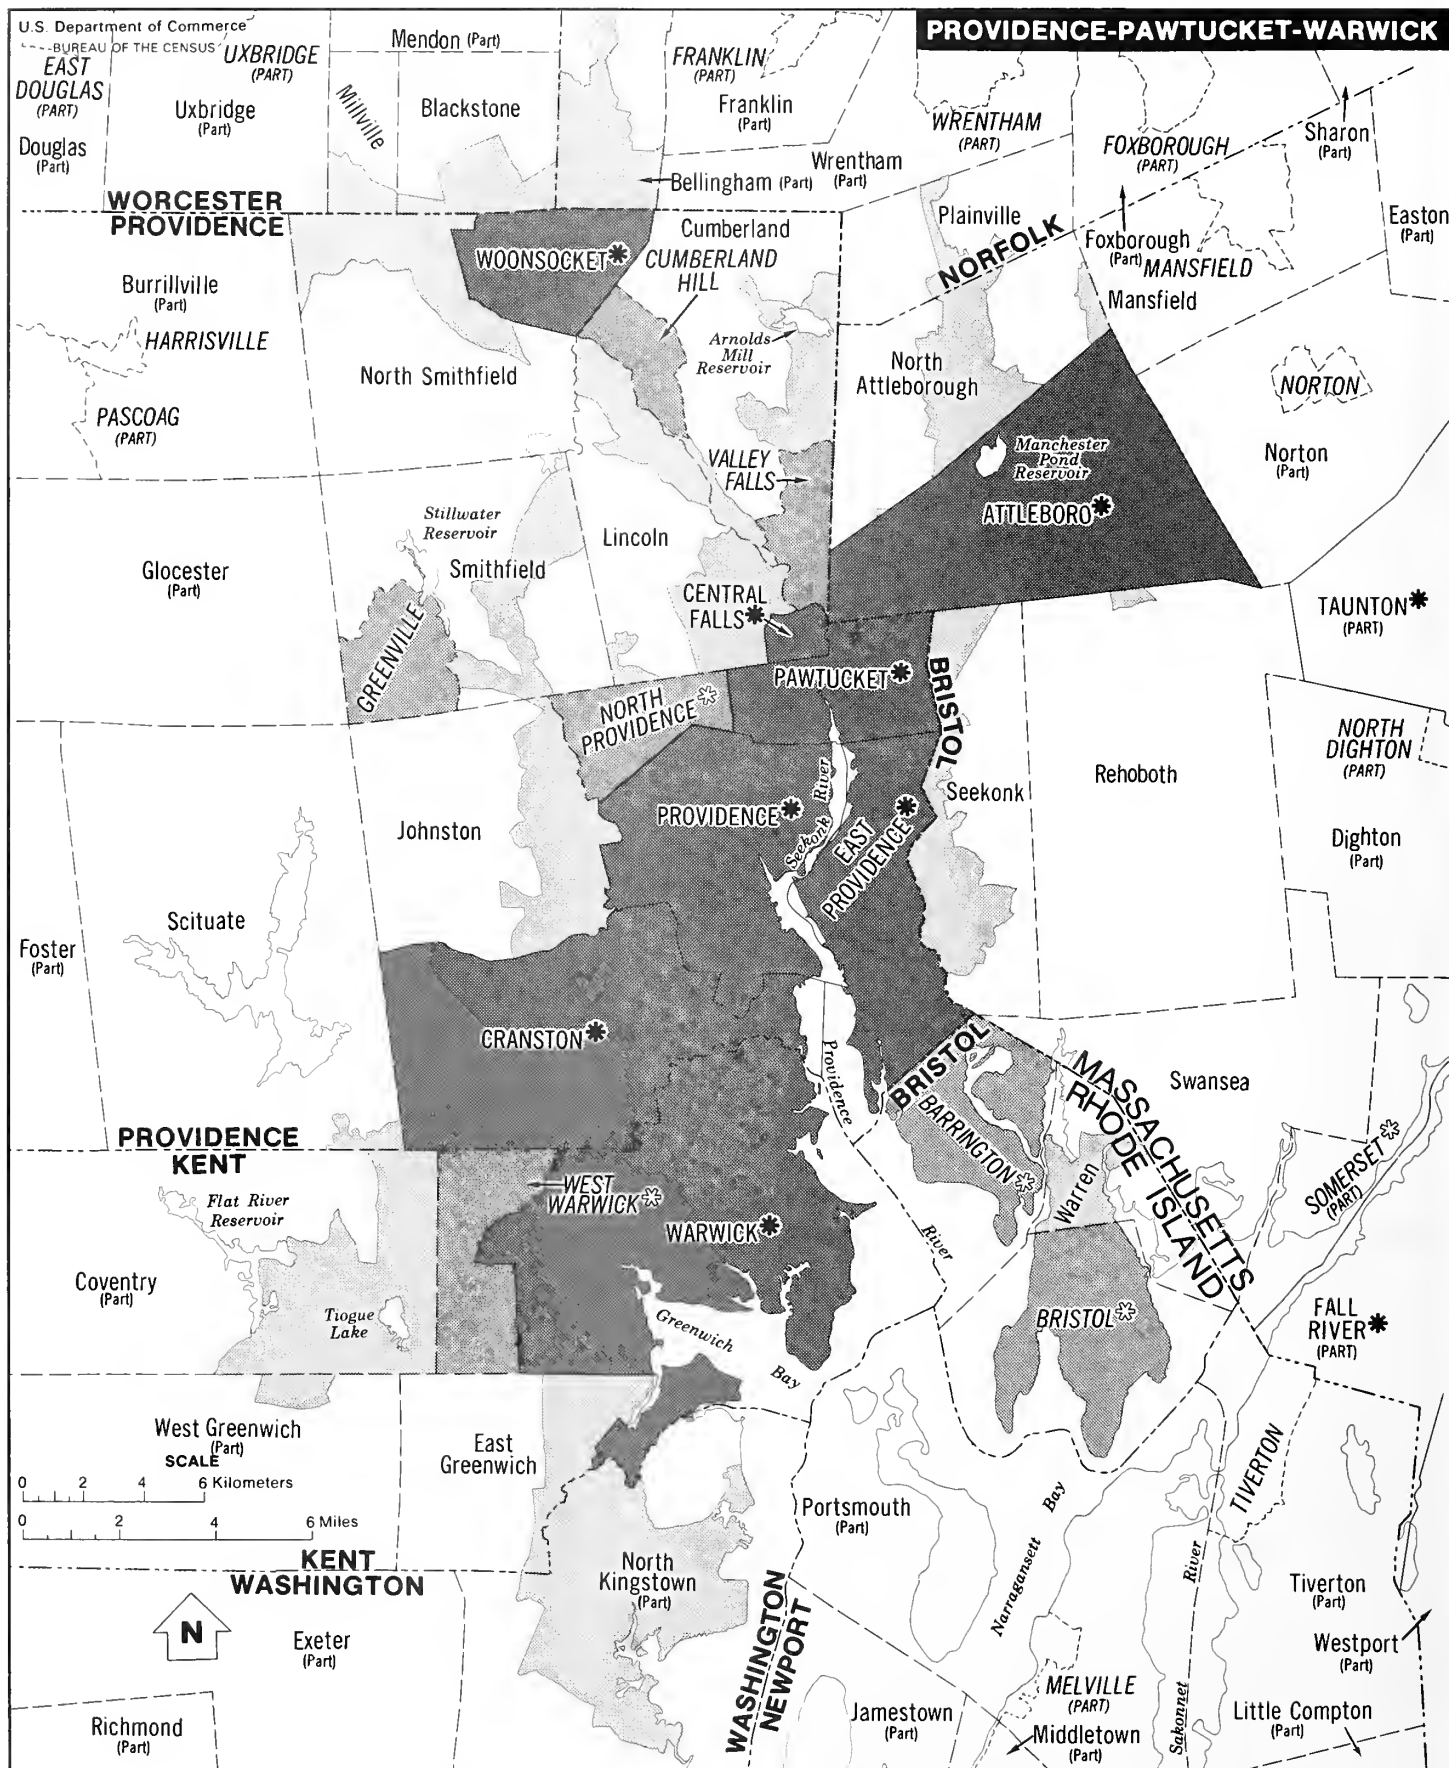 U.S. Department of Commerce
BUREAU OF THE CENSUS
PROVIDENCE-PAWTUCKET-WARWICK
EAST
DOUGLAS
(PART)
Douglas
(Part)
UXBRIDGE
(PART)
Uxbridge
(Part)
Mendon (Part)
Millville
Blackstone
FRANKLIN
(PART)
Franklin
(Part)
Bellingham (Part)
Wrentham
(Part)
WRENTHAM
(PART)
FOXBOROUGH
(PART)
Sharon
(Part)
Easton
(Part)
Plainville
NORFOLK
Foxborough
(Part)
MANSFIELD
Mansfield
WORCESTER
PROVIDENCE
Burrillville
(Part)
HARRISVILLE
PASCOAG
(PART)
WOONSOCKET*
Cumberland
CUMBERLAND
HILL
Arnolds
Mill
Reservoir
North Smithfield
North
Attleborough
NORTON
Norton
(Part)
Manchester
Pond
Reservoir
ATTLEBORO*
VALLEY
FALLS
Stillwater
Reservoir
Smithfield
Lincoln
Glocester
(Part)
GREENVILLE
CENTRAL
FALLS*
TAUNTON*
(PART)
PAWTUCKET*
BRISTOL
NORTH
PROVIDENCE*
NORTH
DIGHTON
(PART)
Rehoboth
Seekonk
Dighton
(Part)
Johnston
PROVIDENCE*
Seekonk River
EAST
PROVIDENCE*
Scituate
Foster
(Part)
CRANSTON*
Providence
River
BRISTOL
BARRINGTON*
MASSACHUSETTS
RHODE ISLAND
Swansea
SOMERSET*
(PART)
Warren
PROVIDENCE
KENT
Flat River
Reservoir
WEST
WARWICK*
WARWICK*
Coventry
(Part)
Tiogue
Lake
Greenwich
Bay
BRISTOL*
FALL
RIVER*
(PART)
West Greenwich
(Part)
SCALE
0 2 4 6 Kilometers
0 2 4 6 Miles
East
Greenwich
Portsmouth
(Part)
Narragansett Bay
TIVERTON
Sakonnet River
Tiverton
(Part)
KENT
WASHINGTON
North
Kingstown
(Part)
WASHINGTON
NEWPORT
N
Exeter
(Part)
Westport
(Part)
MELVILLE
(PART)
Richmond
(Part)
Jamestown
(Part)
Middletown
(Part)
Little Compton
(Part)